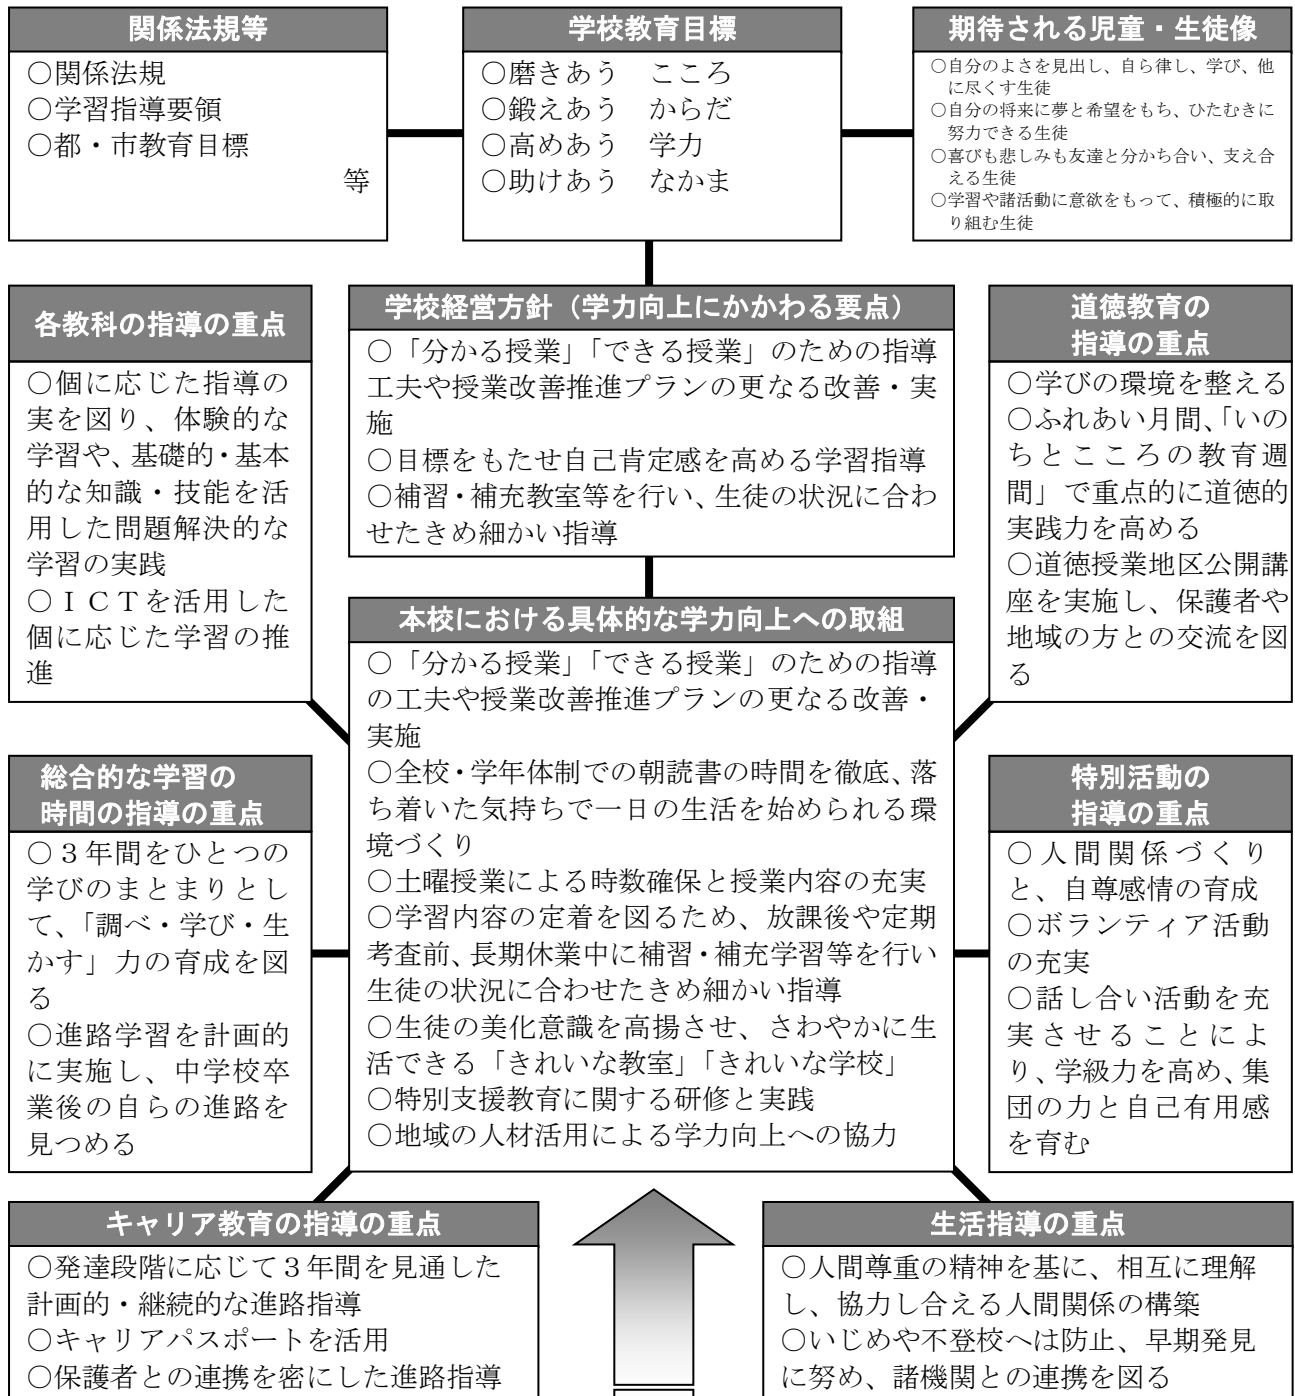 関係法規等
○関係法規
○学習指導要領
○都・市教育目標
等
学校教育目標
○磨きあう　こころ
○鍛えあう　からだ
○高めあう　学力
○助けあう　なかま
期待される児童・生徒像
○自分のよさを見出し、自ら律し、学び、他
に尽くす生徒
○自分の将来に夢と希望をもち、ひたむきに
努力できる生徒
○喜びも悲しみも友達と分かち合い、支え合
える生徒
○学習や諸活動に意欲をもって、積極的に取
り組む生徒
各教科の指導の重点
○個に応じた指導の
実を図り、体験的な
学習や、基礎的・基本
的な知識・技能を活
用した問題解決的な
学習の実践
○ＩＣＴを活用した
個に応じた学習の推
進
学校経営方針（学力向上にかかわる要点）
○「分かる授業」「できる授業」のための指導
工夫や授業改善推進プランの更なる改善・実
施
○目標をもたせ自己肯定感を高める学習指導
○補習・補充教室等を行い、生徒の状況に合わ
せたきめ細かい指導
道徳教育の
指導の重点
○学びの環境を整える
○ふれあい月間、「いの
ちとこころの教育週
間」で重点的に道徳的
実践力を高める
○道徳授業地区公開講
座を実施し、保護者や
地域の方との交流を図
る
本校における具体的な学力向上への取組
○「分かる授業」「できる授業」のための指導
の工夫や授業改善推進プランの更なる改善・
実施
○全校・学年体制での朝読書の時間を徹底、落
ち着いた気持ちで一日の生活を始められる環
境づくり
○土曜授業による時数確保と授業内容の充実
○学習内容の定着を図るため、放課後や定期
考査前、長期休業中に補習・補充学習等を行い
生徒の状況に合わせたきめ細かい指導
○生徒の美化意識を高揚させ、さわやかに生
活できる「きれいな教室」「きれいな学校」
○特別支援教育に関する研修と実践
○地域の人材活用による学力向上への協力
総合的な学習の
時間の指導の重点
○３年間をひとつの
学びのまとまりとし
て、「調べ・学び・生
かす」力の育成を図
る
○進路学習を計画的
に実施し、中学校卒
業後の自らの進路を
見つめる
特別活動の
指導の重点
○人間関係づくり
と、自尊感情の育成
○ボランティア活動
の充実
○話し合い活動を充
実させることによ
り、学級力を高め、集
団の力と自己有用感
を育む
キャリア教育の指導の重点
○発達段階に応じて３年間を見通した
計画的・継続的な進路指導
○キャリアパスポートを活用
○保護者との連携を密にした進路指導
生活指導の重点
○人間尊重の精神を基に、相互に理解
し、協力し合える人間関係の構築
○いじめや不登校へは防止、早期発見
に努め、諸機関との連携を図る